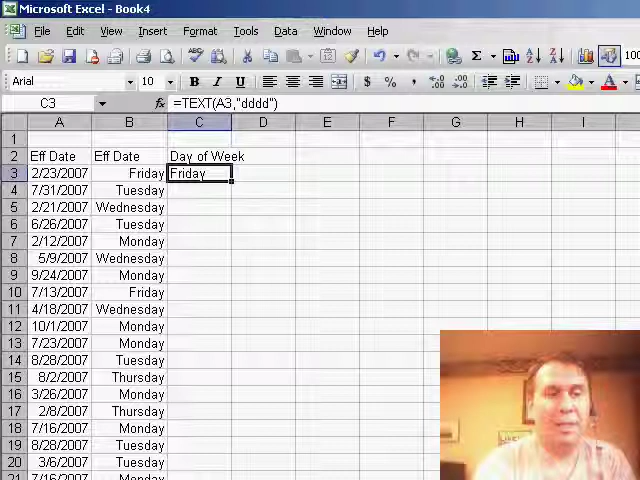 Microsoft Excel - Book4
File Edit View Insert Format Tools Data Window Help
Σ 100
Arial 10 B I U $ % ,
C3 fx =TEXT(A3,"dddd")
A B C D E F G H I
1
2 Eff Date Eff Date Day of Week
3 2/23/2007 Friday Friday
4 7/31/2007 Tuesday
5 2/21/2007 Wednesday
6 6/26/2007 Tuesday
7 2/12/2007 Monday
8 5/9/2007 Wednesday
9 9/24/2007 Monday
10 7/13/2007 Friday
11 4/18/2007 Wednesday
12 10/1/2007 Monday
13 7/23/2007 Monday
14 8/28/2007 Tuesday
15 8/2/2007 Thursday
16 3/26/2007 Monday
17 2/8/2007 Thursday
18 7/16/2007 Monday
19 8/28/2007 Tuesday
20 3/6/2007 Tuesday
21 7/16/2007 Monday